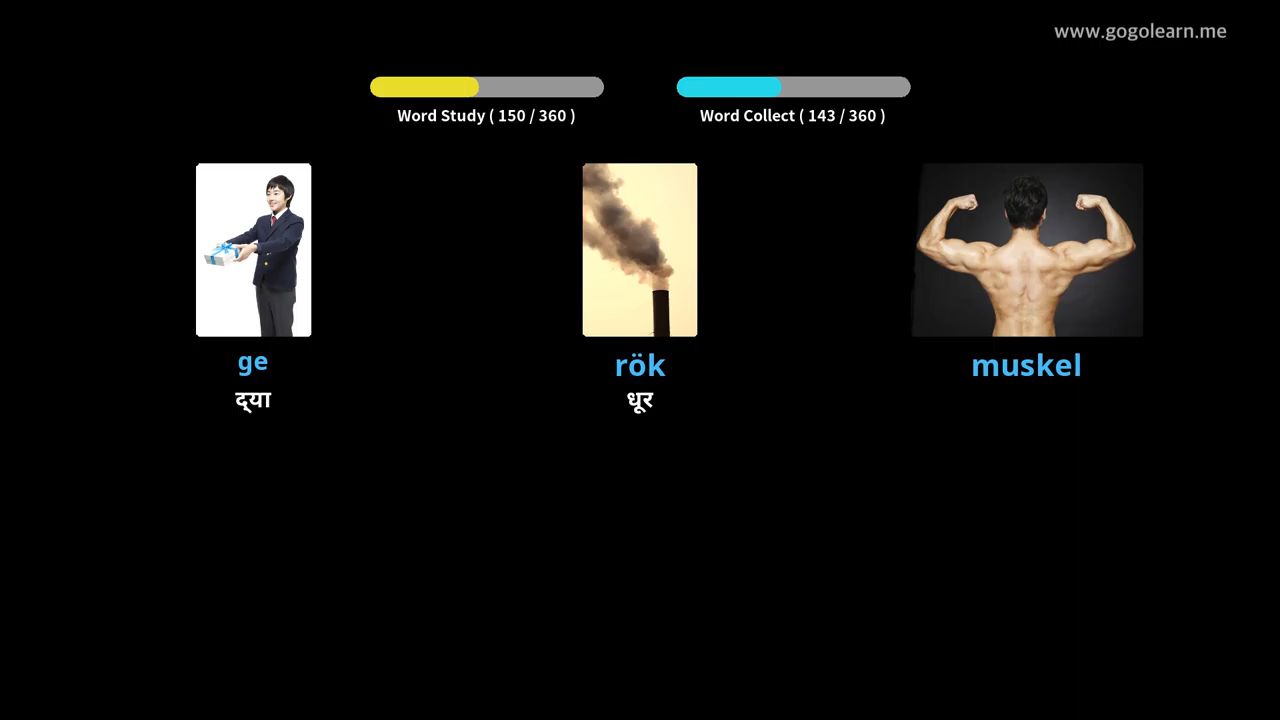 www.gogolearn.me
Word Study ( 150 / 360 )
Word Collect ( 143 / 360 )
ge
rök
muskel
द्‌या
धूर